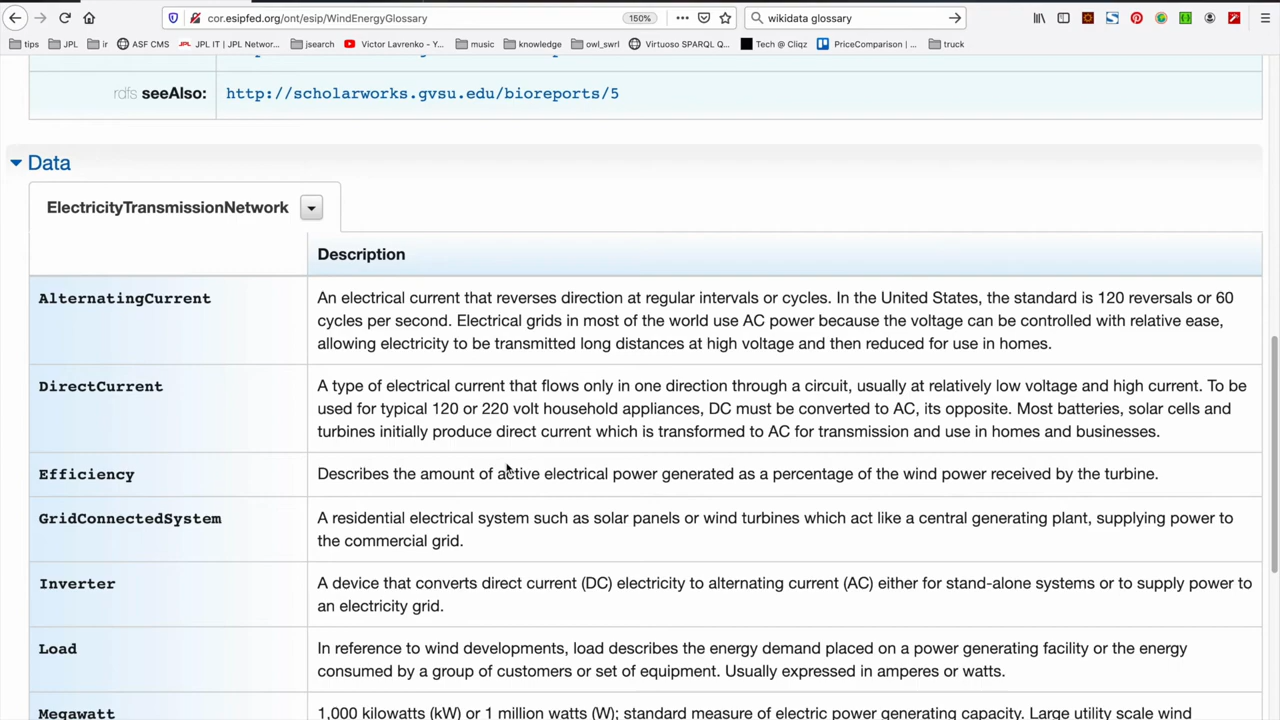 cor.esipfed.org/ont/esip/WindEnergyGlossary
150%
wikidata glossary
tips
JPL
ir
ASF CMS
JPL IT | JPL Networ...
jsearch
Victor Lavrenko - Y...
music
knowledge
owl_swrl
Virtuoso SPARQL Q...
Tech @ Cliqz
PriceComparison | ...
truck
rdfs seeAlso:
http://scholarworks.gvsu.edu/bioreports/5
Data
ElectricityTransmissionNetwork
Description
AlternatingCurrent
An electrical current that reverses direction at regular intervals or cycles. In the United States, the standard is 120 reversals or 60
cycles per second. Electrical grids in most of the world use AC power because the voltage can be controlled with relative ease,
allowing electricity to be transmitted long distances at high voltage and then reduced for use in homes.
DirectCurrent
A type of electrical current that flows only in one direction through a circuit, usually at relatively low voltage and high current. To be
used for typical 120 or 220 volt household appliances, DC must be converted to AC, its opposite. Most batteries, solar cells and
turbines initially produce direct current which is transformed to AC for transmission and use in homes and businesses.
Efficiency
Describes the amount of active electrical power generated as a percentage of the wind power received by the turbine.
GridConnectedSystem
A residential electrical system such as solar panels or wind turbines which act like a central generating plant, supplying power to
the commercial grid.
Inverter
A device that converts direct current (DC) electricity to alternating current (AC) either for stand-alone systems or to supply power to
an electricity grid.
Load
In reference to wind developments, load describes the energy demand placed on a power generating facility or the energy
consumed by a group of customers or set of equipment. Usually expressed in amperes or watts.
Megawatt
1,000 kilowatts (kW) or 1 million watts (W); standard measure of electric power generating capacity. Large utility scale wind